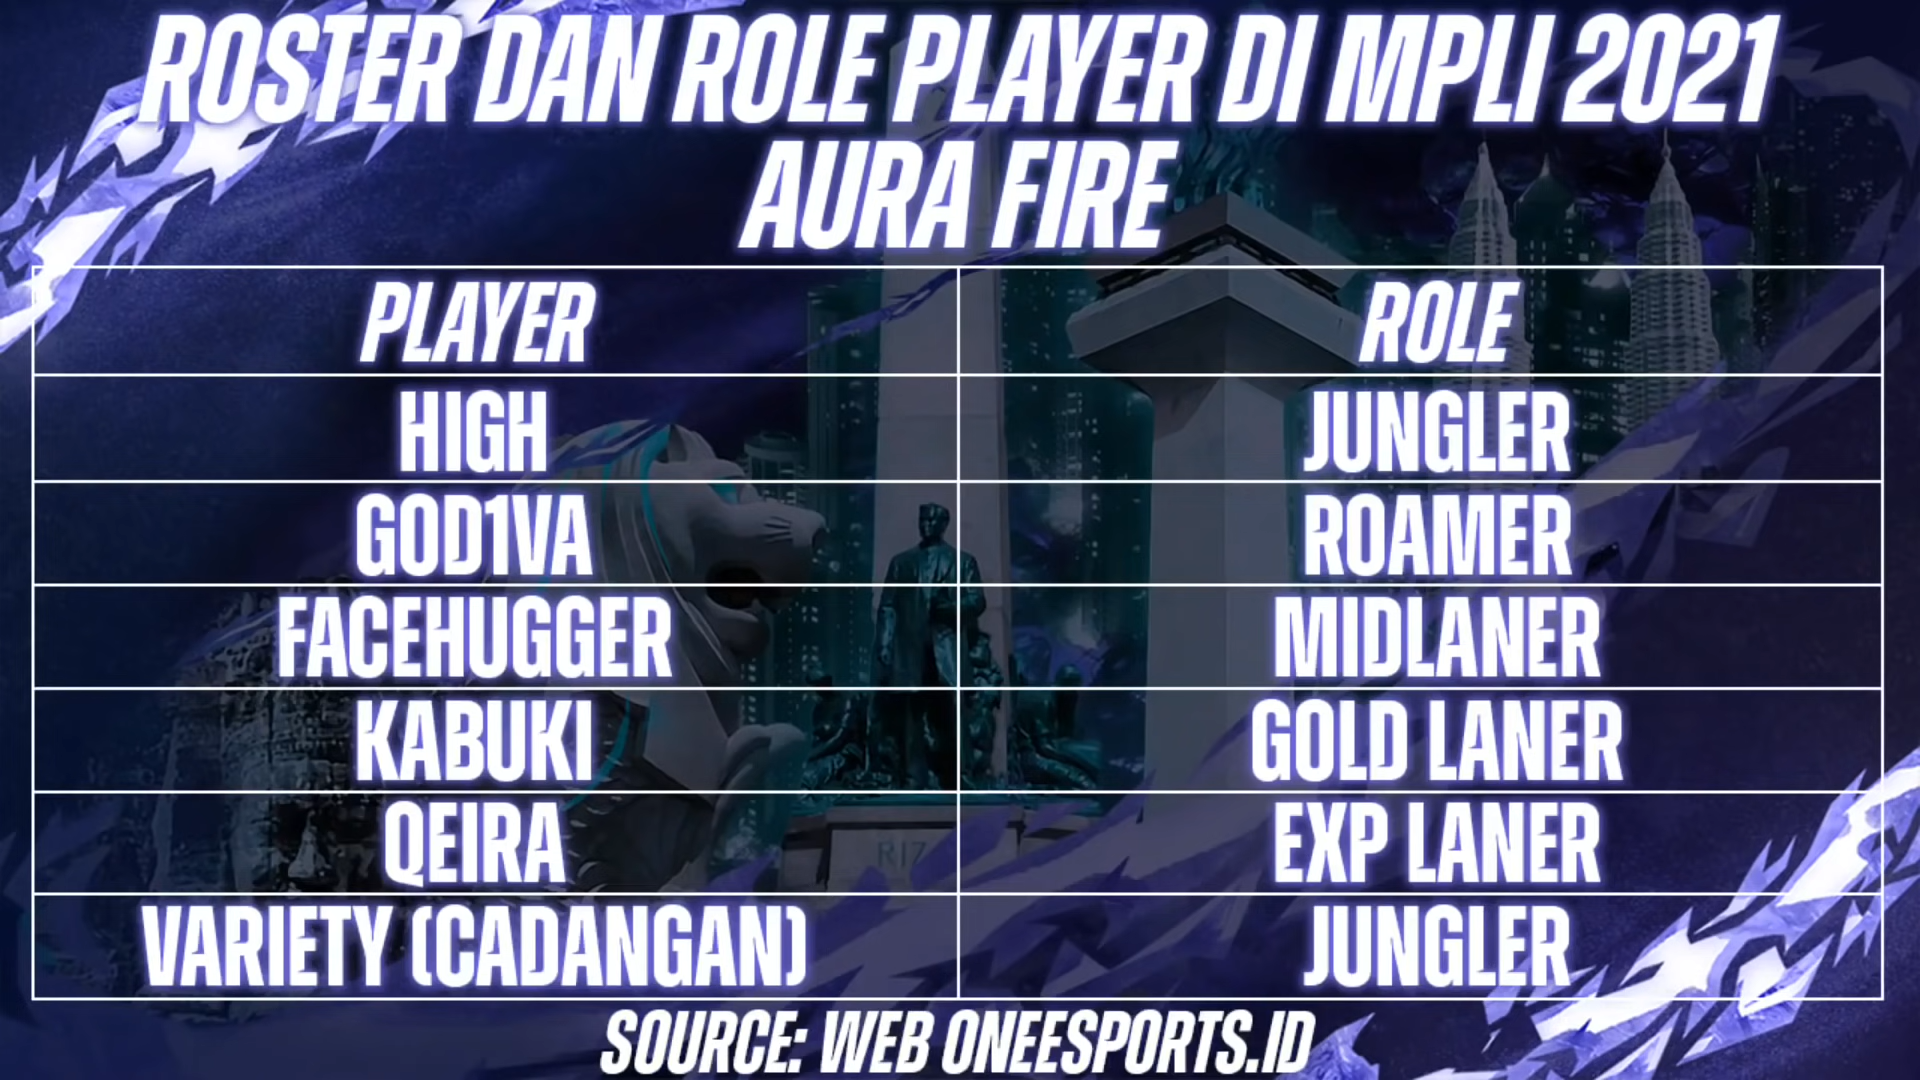 ROSTER DAN ROLE PLAYER DI MPLI 2021
AURA FIRE
PLAYER ROLE
HIGH JUNGLER
GOD1VA ROAMER
FACEHUGGER MIDLANER
KABUKI GOLD LANER
QEIRA EXP LANER
VARIETY (CADANGAN) JUNGLER
SOURCE: WEB ONEESPORTS.ID
RIZ